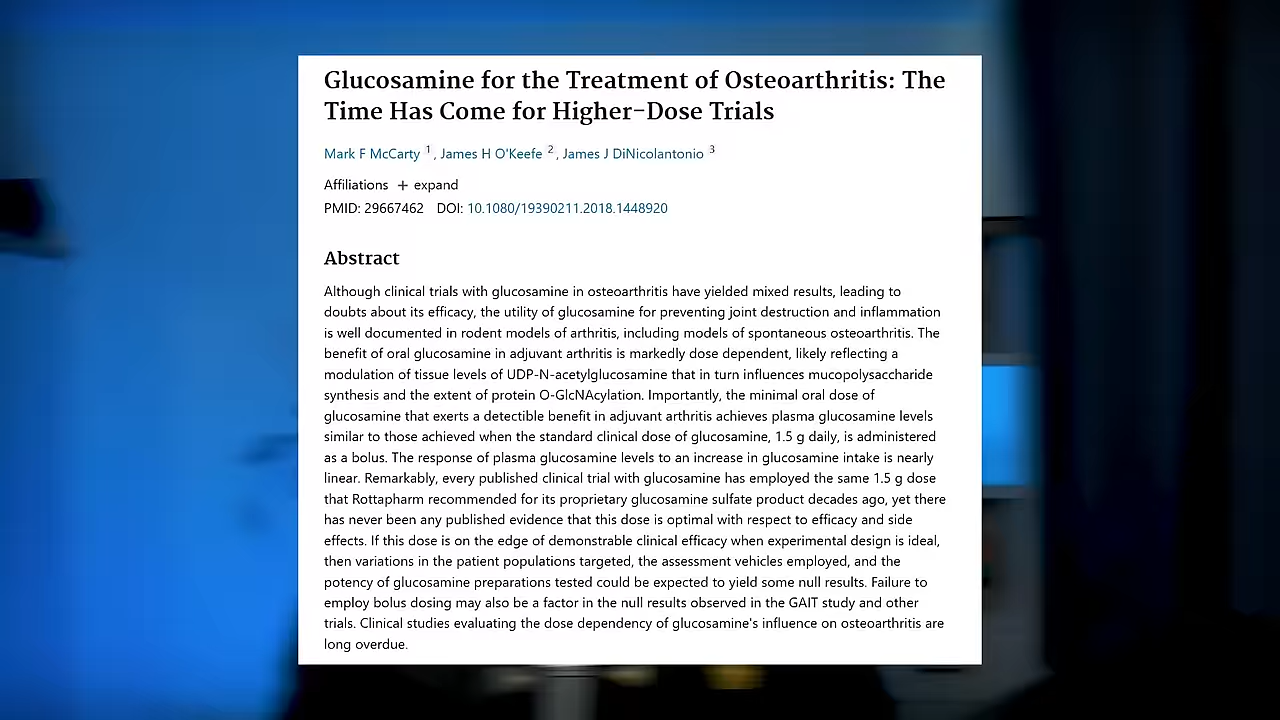 Glucosamine for the Treatment of Osteoarthritis: The
Time Has Come for Higher-Dose Trials
Mark F McCarty 1, James H O'Keefe 2, James J DiNicolantonio 3
Affiliations + expand
PMID: 29667462 DOI: 10.1080/19390211.2018.1448920
Abstract
Although clinical trials with glucosamine in osteoarthritis have yielded mixed results, leading to
doubts about its efficacy, the utility of glucosamine for preventing joint destruction and inflammation
is well documented in rodent models of arthritis, including models of spontaneous osteoarthritis. The
benefit of oral glucosamine in adjuvant arthritis is markedly dose dependent, likely reflecting a
modulation of tissue levels of UDP-N-acetylglucosamine that in turn influences mucopolysaccharide
synthesis and the extent of protein O-GlcNAcylation. Importantly, the minimal oral dose of
glucosamine that exerts a detectible benefit in adjuvant arthritis achieves plasma glucosamine levels
similar to those achieved when the standard clinical dose of glucosamine, 1.5 g daily, is administered
as a bolus. The response of plasma glucosamine levels to an increase in glucosamine intake is nearly
linear. Remarkably, every published clinical trial with glucosamine has employed the same 1.5 g dose
that Rottapharm recommended for its proprietary glucosamine sulfate product decades ago, yet there
has never been any published evidence that this dose is optimal with respect to efficacy and side
effects. If this dose is on the edge of demonstrable clinical efficacy when experimental design is ideal,
then variations in the patient populations targeted, the assessment vehicles employed, and the
potency of glucosamine preparations tested could be expected to yield some null results. Failure to
employ bolus dosing may also be a factor in the null results observed in the GAIT study and other
trials. Clinical studies evaluating the dose dependency of glucosamine's influence on osteoarthritis are
long overdue.